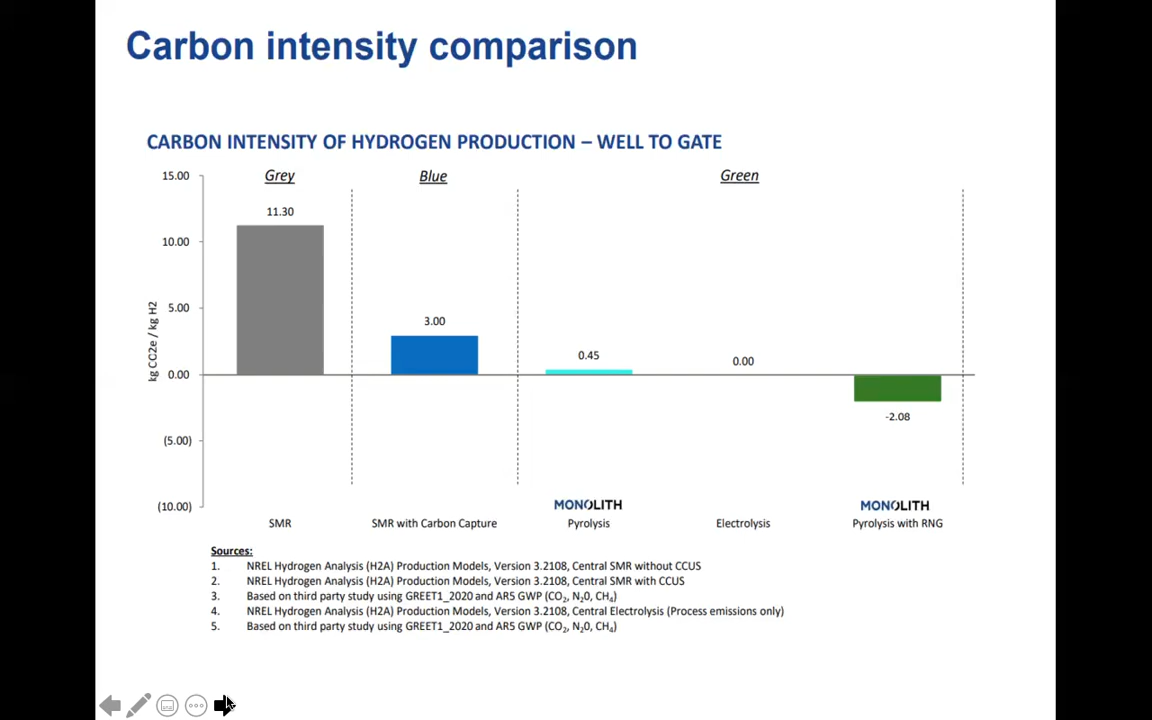 Carbon intensity comparison
CARBON INTENSITY OF HYDROGEN PRODUCTION – WELL TO GATE
kg CC2e / kg H2
15.00
10.00
5.00
0.00
(5.00)
(10.00)
Grey
Blue
Green
11.30
3.00
0.45
0.00
-2.08
MONOLITH
MONOLITH
SMR
SMR with Carbon Capture
Pyrolysis
Electrolysis
Pyrolysis with RNG
Sources:
1. NREL Hydrogen Analysis (H2A) Production Models, Version 3.2108, Central SMR without CCUS
2. NREL Hydrogen Analysis (H2A) Production Models, Version 3.2108, Central SMR with CCUS
3. Based on third party study using GREET1_2020 and AR5 GWP (CO₂, N₂0, CH₄)
4. NREL Hydrogen Analysis (H2A) Production Models, Version 3.2108, Central Electrolysis (Process emissions only)
5. Based on third party study using GREET1_2020 and AR5 GWP (CO₂, N₂0, CH₄)